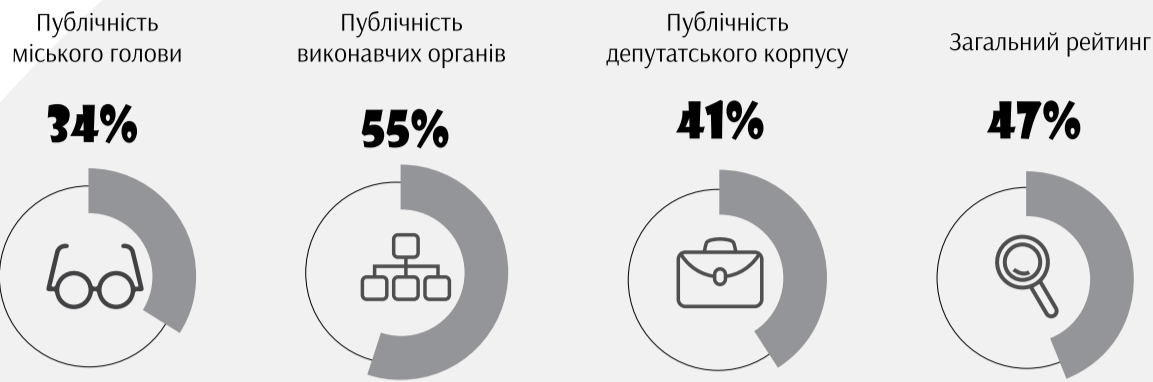 Публічність
міського голови
34%
Публічність
виконавчих органів
55%
Публічність
депутатського корпусу
41%
Загальний рейтинг
47%